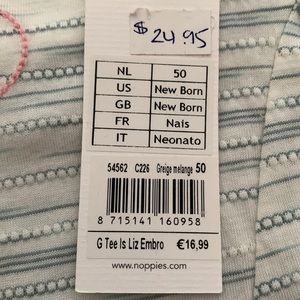 $24.95
NL 50
US New Born
GB New Born
FR Nais
IT Neonato
54562 C226 Greige melange 50
8 715141 160958
G Tee ls Liz Embro €16,99
www.noppies.com